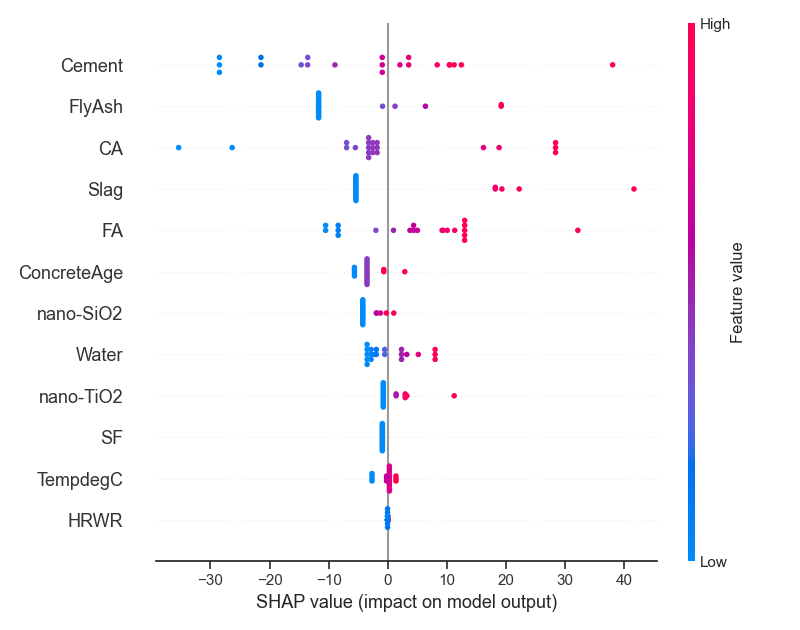 High
Cement
FlyAsh
CA
Slag
FA
ConcreteAge
nano-SiO2
Water
nano-TiO2
SF
TempdegC
HRWR
Feature value
Low
−30 −20 −10 0 10 20 30 40
SHAP value (impact on model output)